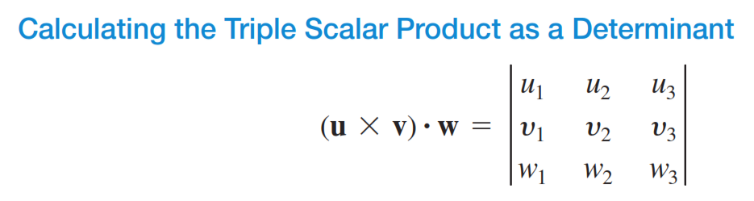 Calculating the Triple Scalar Product as a Determinant
u₁ u₂ u₃
(u × v) · w = v₁ v₂ v₃
w₁ w₂ w₃